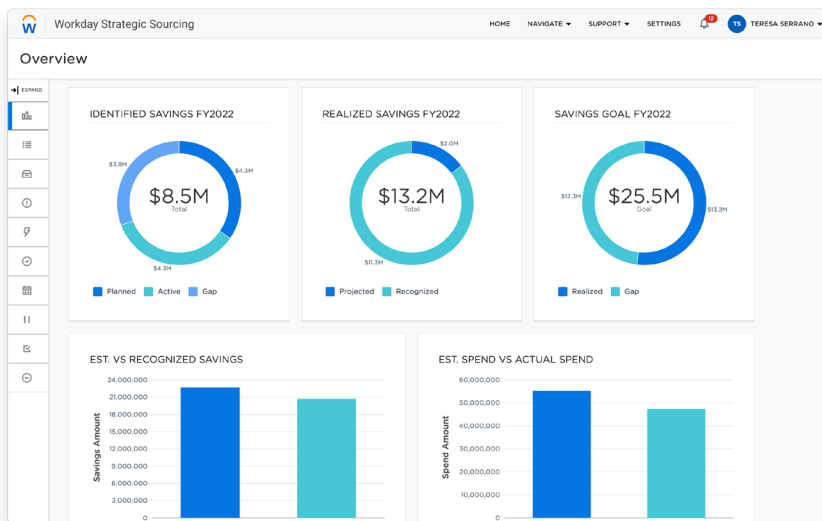 W Workday Strategic Sourcing HOME NAVIGATE SUPPORT SETTINGS 12 TS TERESA SERRANO
Overview
EXPAND
IDENTIFIED SAVINGS FY2022
$3.8M
$4.3M
$8.5M
Total
$4.3M
Planned Active Gap
REALIZED SAVINGS FY2022
$2.0M
$13.2M
Total
$11.3M
Projected Recognized
SAVINGS GOAL FY2022
$12.3M
$25.5M
Goal
$13.2M
Realized Gap
EST. VS RECOGNIZED SAVINGS
Savings Amount
24,000,000
21,000,000
18,000,000
15,000,000
12,000,000
9,000,000
6,000,000
3,000,000
0
EST. SPEND VS ACTUAL SPEND
Spend Amount
60,000,000
50,000,000
40,000,000
30,000,000
20,000,000
10,000,000
0